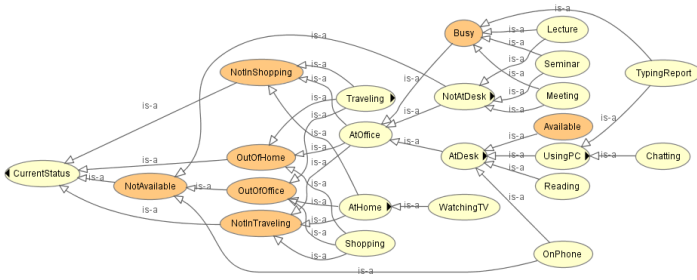 is-a
Lecture
Busy
is-a
is-a
is-a
is-a
Seminar
is-a
NotInShopping
is-a
TypingReport
Traveling
NotAtDesk
is-a
Meeting
is-a
is-a
is-a
is-a
is-a
Available
is-a
AtOffice
is-a
is-a
OutOfHome
is-a
AtDesk
is-a
UsingPC
is-a
Chatting
CurrentStatus
is-a
NotAvailable
is-a
OutOfOffice
is-a
is-a
Reading
is-a
AtHome
is-a
WatchingTV
is-a
NotInTraveling
is-a
is-a
Shopping
is-a
is-a
OnPhone
is-a